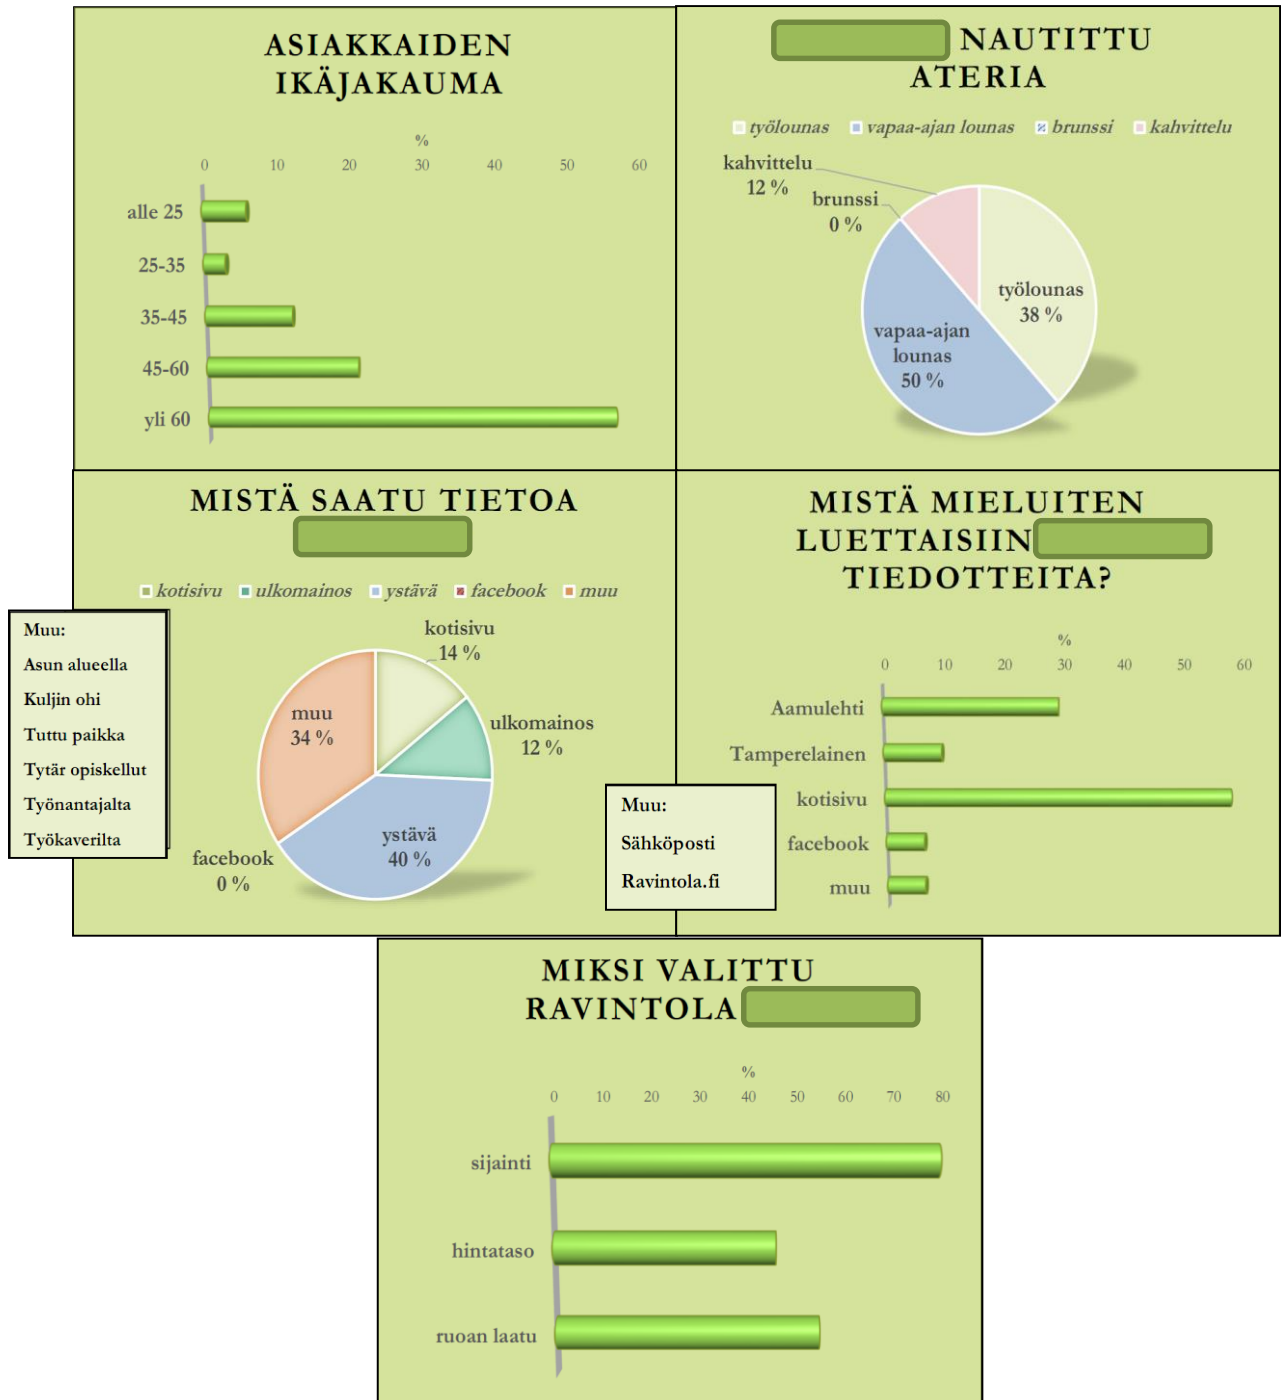 ASIAKKAIDEN
IKÄJAKAUMA
%
0 10 20 30 40 50 60
alle 25
25-35
35-45
45-60
yli 60
NAUTITTU
ATERIA
työlounas vapaa-ajan lounas brunssi kahvittelu
kahvittelu
12 %
brunssi
0 %
työlounas
38 %
vapaa-ajan
lounas
50 %
MISTÄ SAATU TIETOA
kotisivu ulkomainos ystävä facebook muu
kotisivu
14 %
ulkomainos
12 %
muu
34 %
ystävä
40 %
facebook
0 %
Muu:
Asun alueella
Kuljin ohi
Tuttu paikka
Tytär opiskellut
Työnantajalta
Työkaverilta
MISTÄ MIELUITEN
LUETTAISIIN
TIEDOTTEITA?
%
0 10 20 30 40 50 60
Aamulehti
Tamperelainen
kotisivu
facebook
muu
Muu:
Sähköposti
Ravintola.fi
MIKSI VALITTU
RAVINTOLA
%
0 10 20 30 40 50 60 70 80
sijainti
hintataso
ruoan laatu